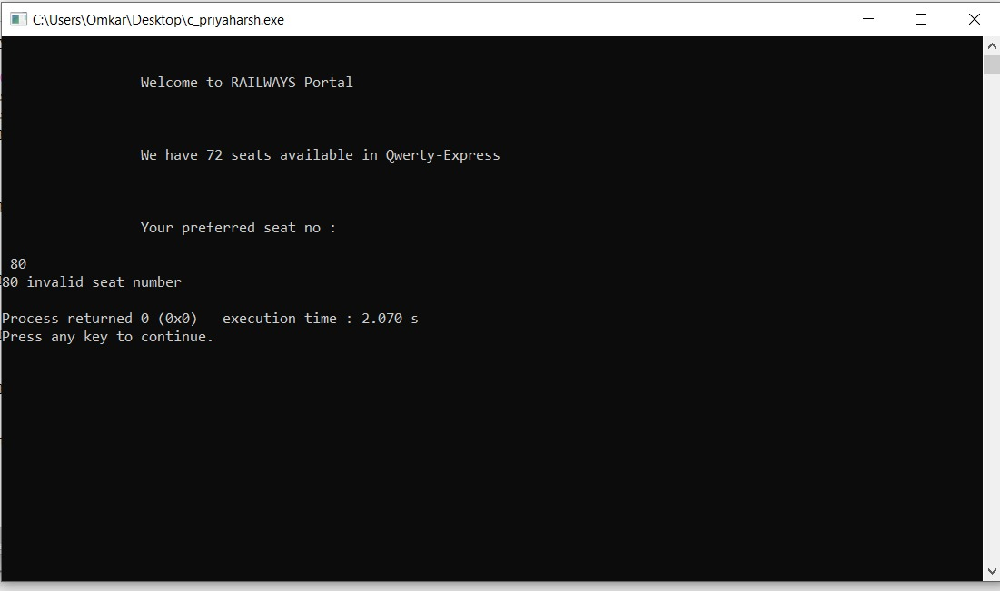 C:\Users\Omkar\Desktop\c_priyaharsh.exe
Welcome to RAILWAYS Portal
We have 72 seats available in Qwerty-Express
Your preferred seat no :
80
80 invalid seat number
Process returned 0 (0x0)   execution time : 2.070 s
Press any key to continue.